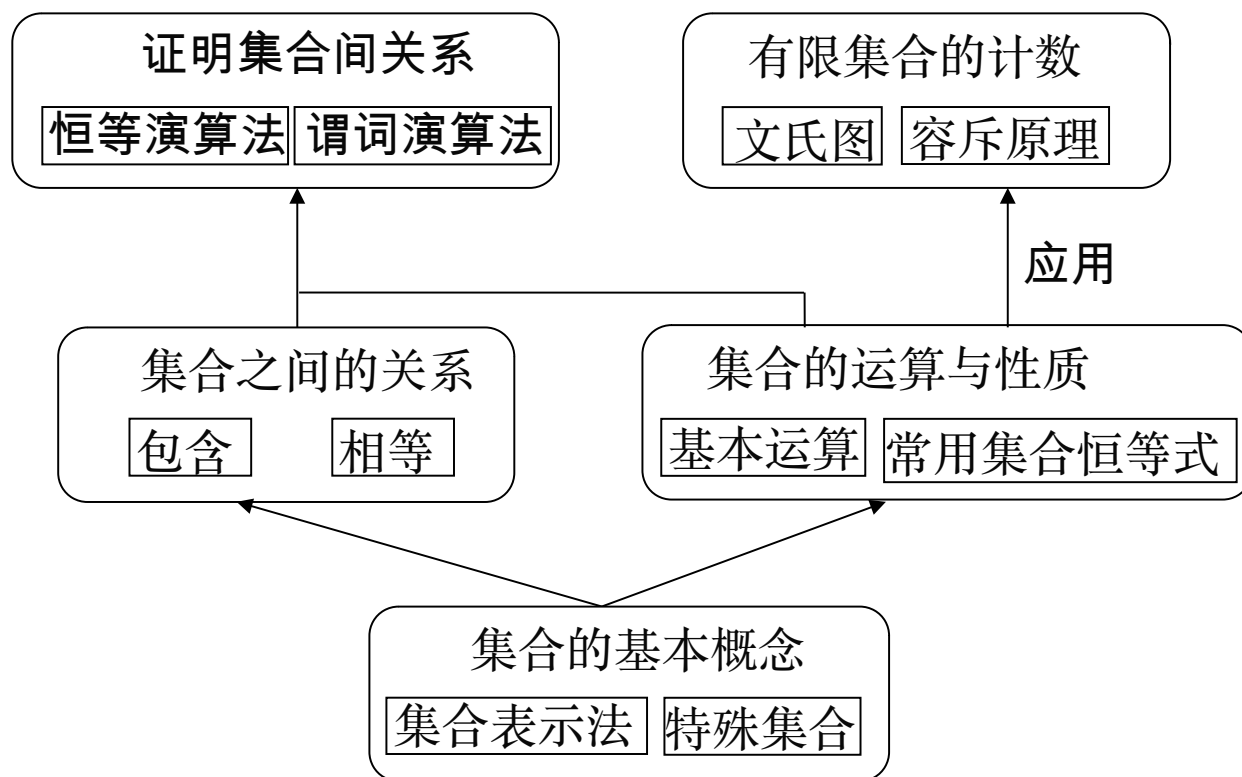 证明集合间关系
恒等演算法 谓词演算法
有限集合的计数
文氏图 容斥原理
应用
集合之间的关系
包含 相等
集合的运算与性质
基本运算 常用集合恒等式
集合的基本概念
集合表示法 特殊集合